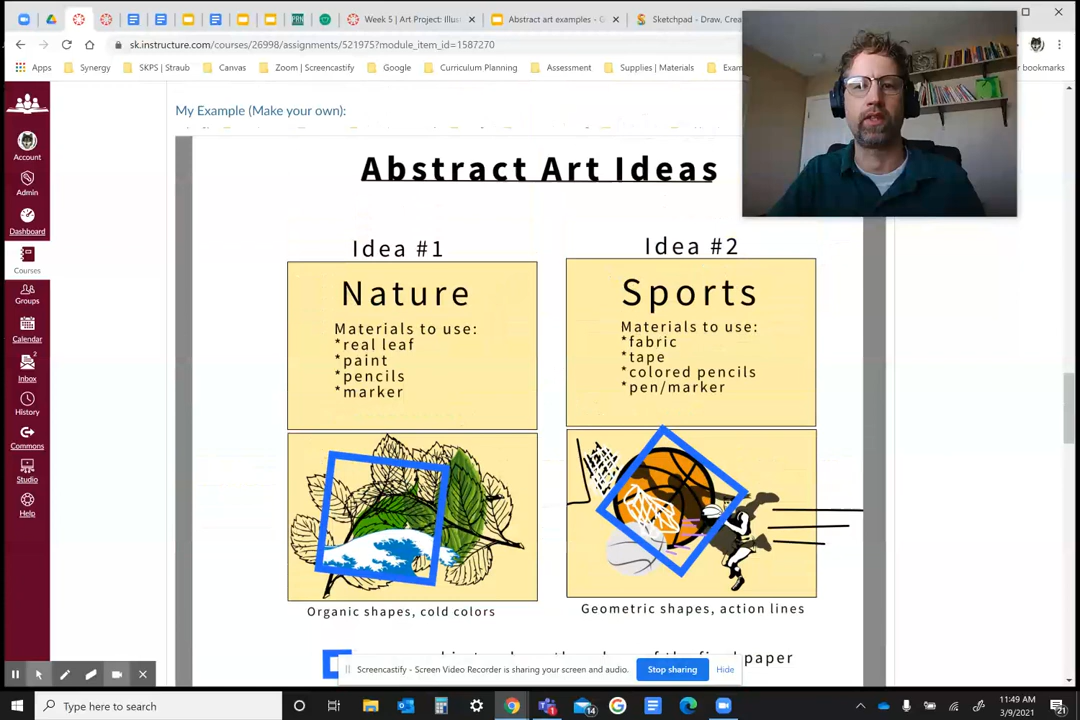 Week 5 | Art Project: Illus
Abstract art examples - G
Sketchpad - Draw, Crea
sk.instructure.com/courses/26998/assignments/521975?module_item_id=1587270
Apps
Synergy
SKPS | Straub
Canvas
Zoom | Screencastify
Google
Curriculum Planning
Assessment
Supplies | Materials
Exam
bookmarks
Account
Admin
Dashboard
Courses
Groups
Calendar
2
Inbox
History
Commons
Studio
Help
My Example (Make your own):
Abstract Art Ideas
Idea #1
Nature
Materials to use:
*real leaf
*paint
*pencils
*marker
Organic shapes, cold colors
Idea #2
Sports
Materials to use:
*fabric
*tape
*colored pencils
*pen/marker
Geometric shapes, action lines
paper
Screencastify - Screen Video Recorder is sharing your screen and audio.
Stop sharing
Hide
Type here to search
11:49 AM
3/9/2021